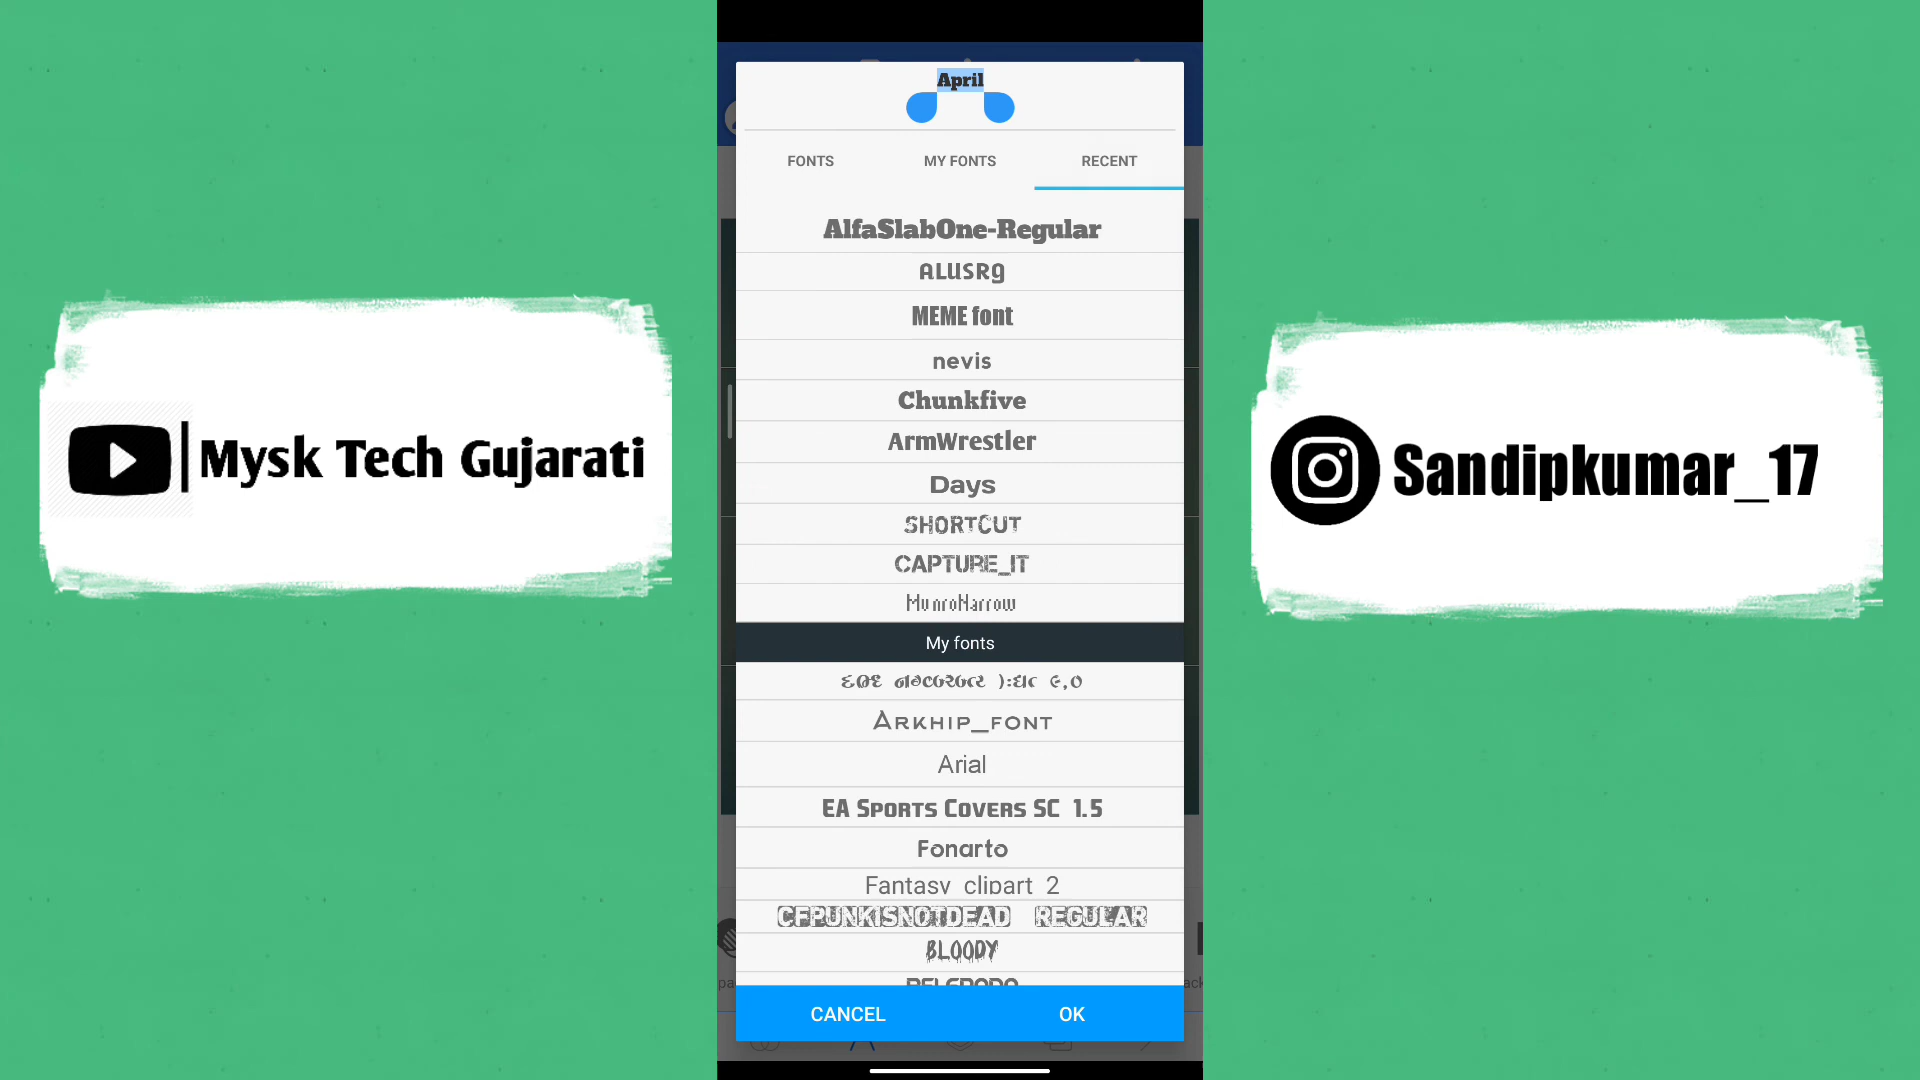 April
FONTS MY FONTS RECENT
AlfaSlabOne-Regular
ALUSRG
MEME font
nevis
Chunkfive
ArmWrestler
Days
SHORTCUT
CAPTURE_IT
MunroNarrow
My fonts
ARKHIP_FONT
Arial
EA SPORTS COVERS SC 1.5
Fonarto
Fantasy clipart 2
CFPUNKISNOTDEAD REGULAR
BLOODY
CANCEL OK
Mysk Tech Gujarati
Sandipkumar_17